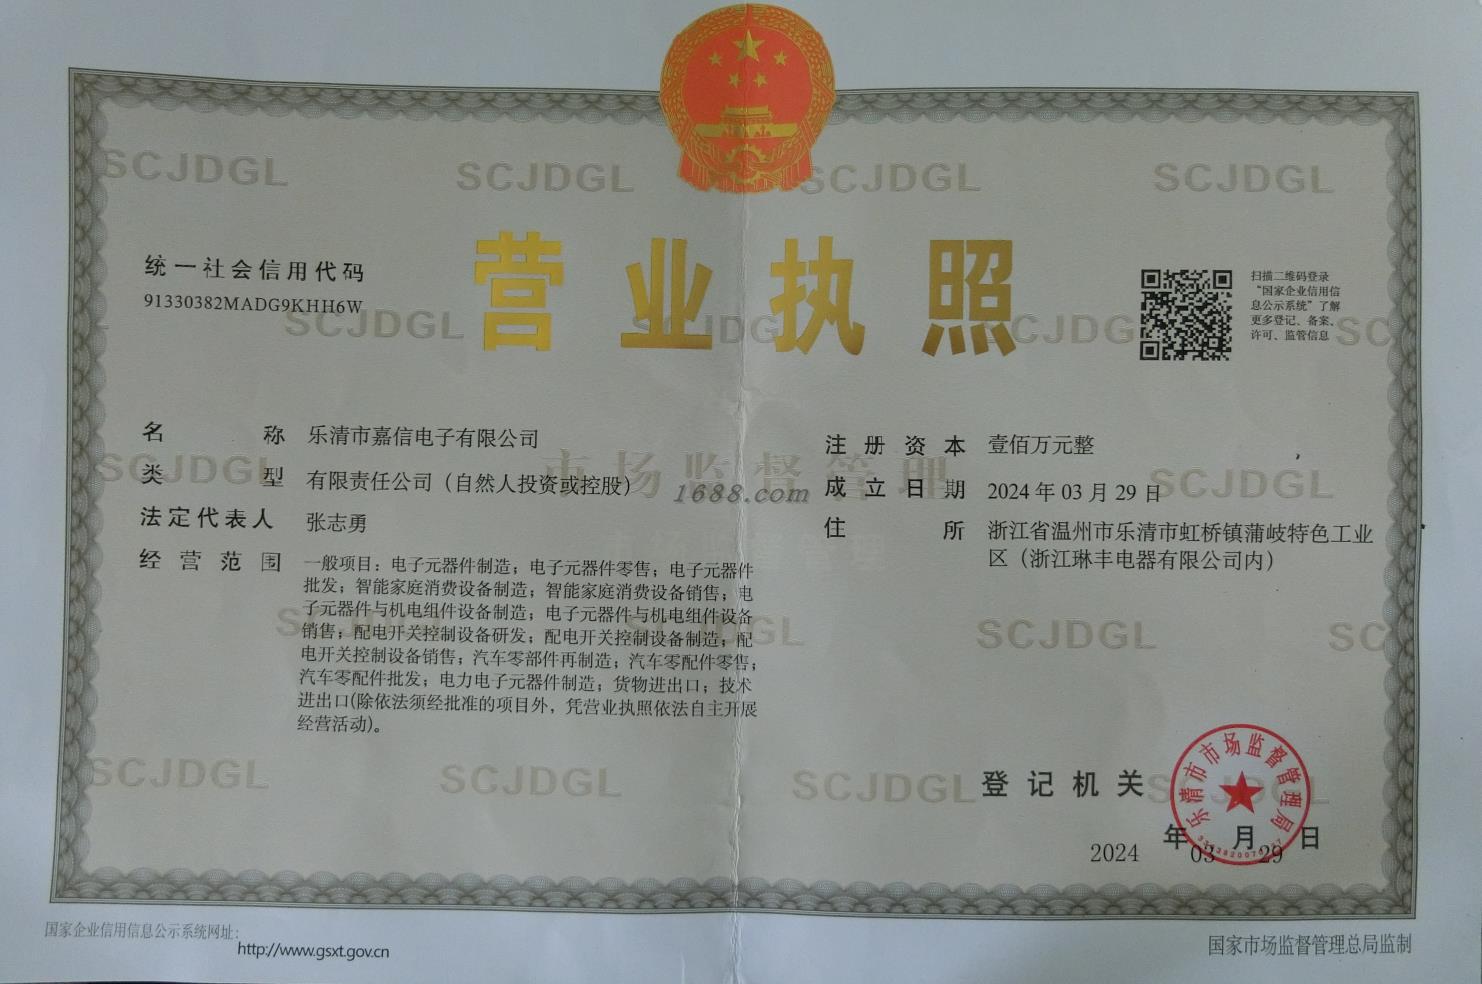 营业执照
统一社会信用代码
91330382MADG9KHH6W
扫描二维码登录
“国家企业信用信
息公示系统”了解
更多登记、备案、
许可、监管信息
名称 乐清市嘉信电子有限公司
类型 有限责任公司（自然人投资或控股）
法定代表人 张志勇
经营范围 一般项目：电子元器件制造；电子元器件零售；电子元器件
批发；智能家庭消费设备制造；智能家庭消费设备销售；电
子元器件与机电组件设备制造；电子元器件与机电组件设备
销售；配电开关控制设备研发；配电开关控制设备制造；配
电开关控制设备销售；汽车零部件再制造；汽车零配件零售；
汽车零配件批发；电力电子元器件制造；货物进出口；技术
进出口(除依法须经批准的项目外，凭营业执照依法自主开展
经营活动)。
注册资本 壹佰万元整
成立日期 2024年03月29日
住所 浙江省温州市乐清市虹桥镇蒲岐特色工业
区（浙江琳丰电器有限公司内）
市场监督管理
1688.com
SCJDGL SCJDGL SCJDGL SCJDGL
登记机关
乐清市市场监督管理局
2024年03月29日
国家企业信用信息公示系统网址：
http://www.gsxt.gov.cn
国家市场监督管理总局监制